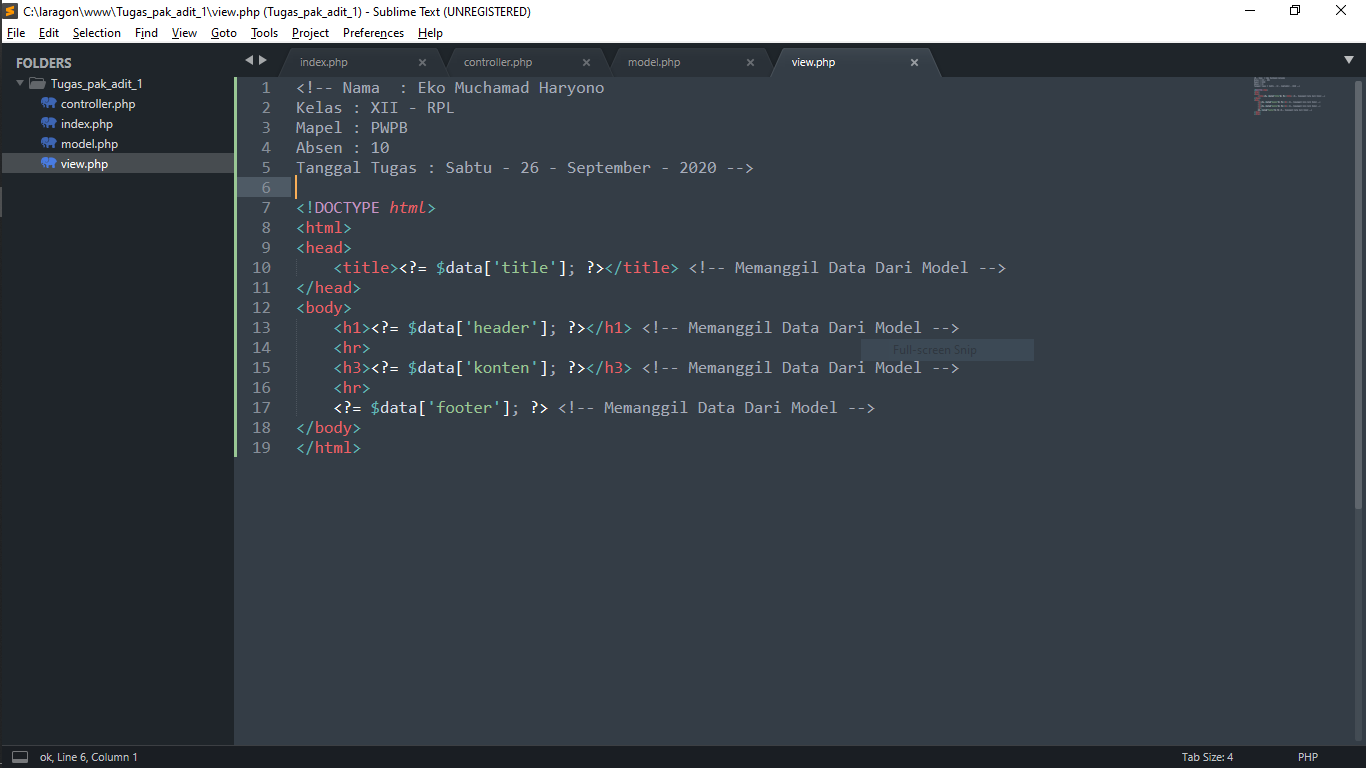 C:\laragon\www\Tugas_pak_adit_1\view.php (Tugas_pak_adit_1) - Sublime Text (UNREGISTERED)
File Edit Selection Find View Goto Tools Project Preferences Help
FOLDERS
Tugas_pak_adit_1
controller.php
index.php
model.php
view.php
index.php × controller.php × model.php × view.php ×
1 <!-- Nama  : Eko Muchamad Haryono
2 Kelas : XII - RPL
3 Mapel : PWPB
4 Absen : 10
5 Tanggal Tugas : Sabtu - 26 - September - 2020 -->
6
7 <!DOCTYPE html>
8 <html>
9 <head>
10     <title><?= $data['title']; ?></title> <!-- Memanggil Data Dari Model -->
11 </head>
12 <body>
13     <h1><?= $data['header']; ?></h1> <!-- Memanggil Data Dari Model -->
14     <hr>
Full-screen Snip
15     <h3><?= $data['konten']; ?></h3> <!-- Memanggil Data Dari Model -->
16     <hr>
17     <?= $data['footer']; ?> <!-- Memanggil Data Dari Model -->
18 </body>
19 </html>
ok, Line 6, Column 1 Tab Size: 4 PHP